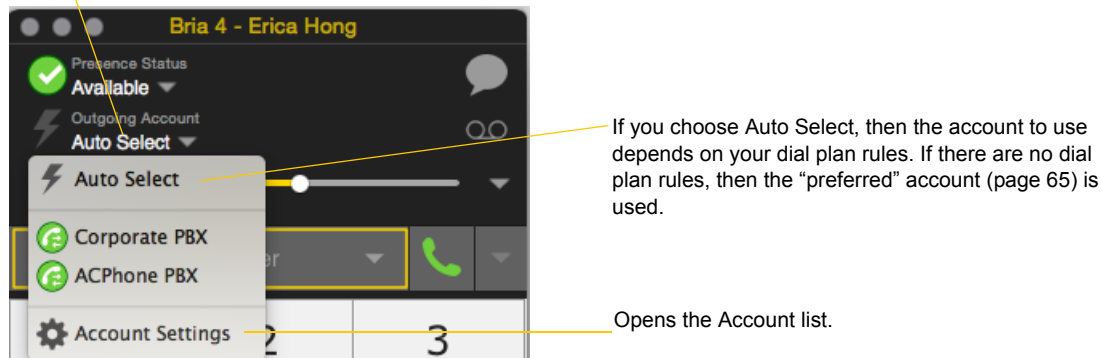 Bria 4 - Erica Hong
Presence Status
Available
Outgoing Account
Auto Select
Auto Select
Corporate PBX
ACPhone PBX
Account Settings
3
If you choose Auto Select, then the account to use
depends on your dial plan rules. If there are no dial
plan rules, then the “preferred” account (page 65) is
used.
Opens the Account list.